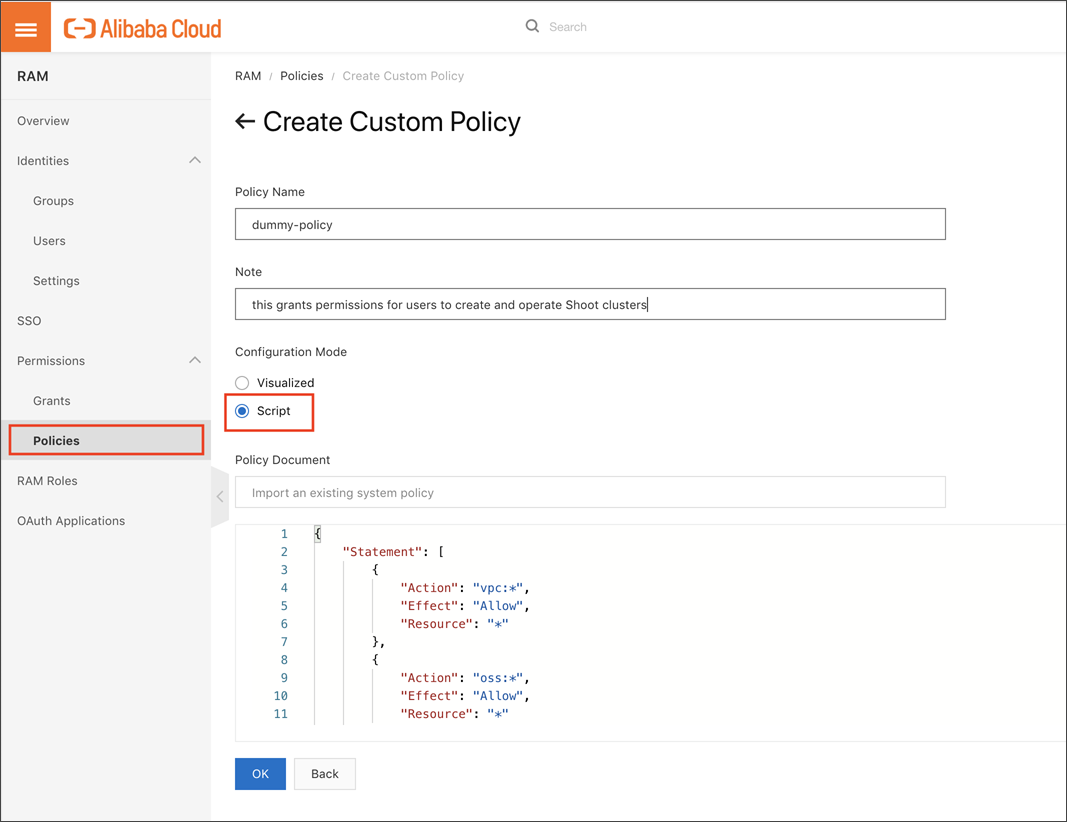 Alibaba Cloud
Search
RAM
Overview
Identities
Groups
Users
Settings
SSO
Permissions
Grants
Policies
RAM Roles
OAuth Applications
RAM / Policies / Create Custom Policy
← Create Custom Policy
Policy Name
dummy-policy
Note
this grants permissions for users to create and operate Shoot clusters
Configuration Mode
Visualized
Script
Policy Document
Import an existing system policy
1 {
2 "Statement": [
3 {
4 "Action": "vpc:*",
5 "Effect": "Allow",
6 "Resource": "*"
7 },
8 {
9 "Action": "oss:*",
10 "Effect": "Allow",
11 "Resource": "*"
OK Back